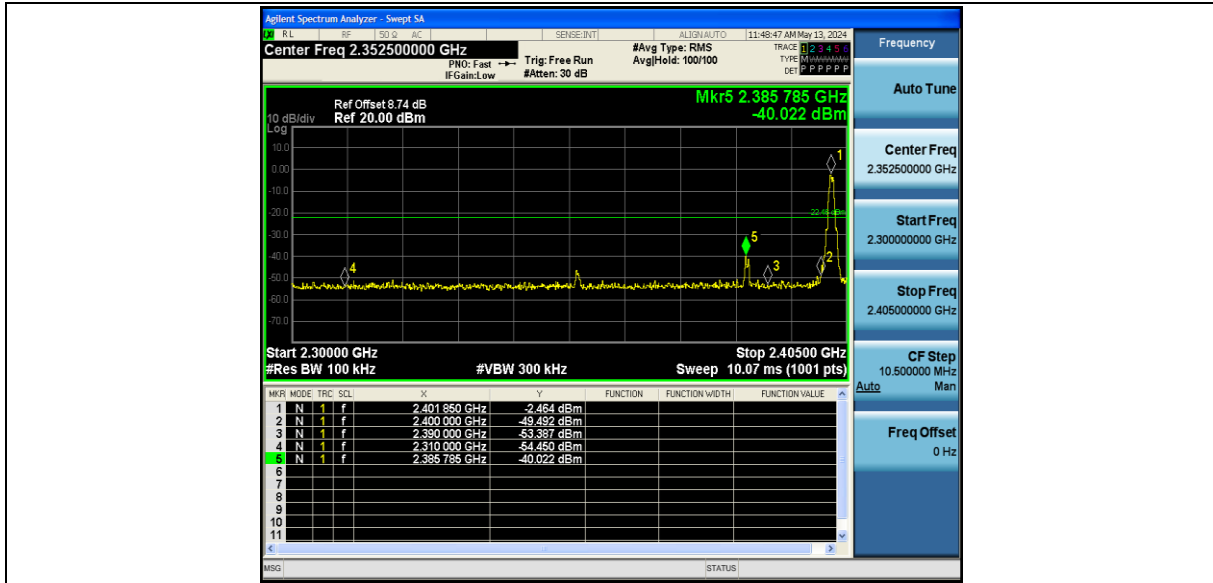 Agilent Spectrum Analyzer - Swept SA
RL RF 50 Ω AC SENSE:INT ALIGNAUTO 11:48:47 AM May 13, 2024
Center Freq 2.352500000 GHz
PNO: Fast
IFGain:Low
Trig: Free Run
#Atten: 30 dB
#Avg Type: RMS
Avg|Hold: 100/100
TRACE 1 2 3 4 5 6
TYPE M
DET P P P P P P
Mkr5 2.385 785 GHz
-40.022 dBm
Ref Offset 8.74 dB
10 dB/div Ref 20.00 dBm
Log
10.0
0.00
-10.0
-20.0
-30.0
-40.0
-50.0
-60.0
-70.0
1
5
2
3
4
Start 2.30000 GHz Stop 2.40500 GHz
#Res BW 100 kHz #VBW 300 kHz Sweep 10.07 ms (1001 pts)
MKR MODE TRC SCL X Y FUNCTION FUNCTION WIDTH FUNCTION VALUE
1 N 1 f 2.401 850 GHz -2.464 dBm
2 N 1 f 2.400 000 GHz -49.492 dBm
3 N 1 f 2.390 000 GHz -53.387 dBm
4 N 1 f 2.310 000 GHz -54.450 dBm
5 N 1 f 2.385 785 GHz -40.022 dBm
6
7
8
9
10
11
MSG STATUS
Frequency
Auto Tune
Center Freq
2.352500000 GHz
Start Freq
2.300000000 GHz
Stop Freq
2.405000000 GHz
CF Step
10.500000 MHz
Auto Man
Freq Offset
0 Hz